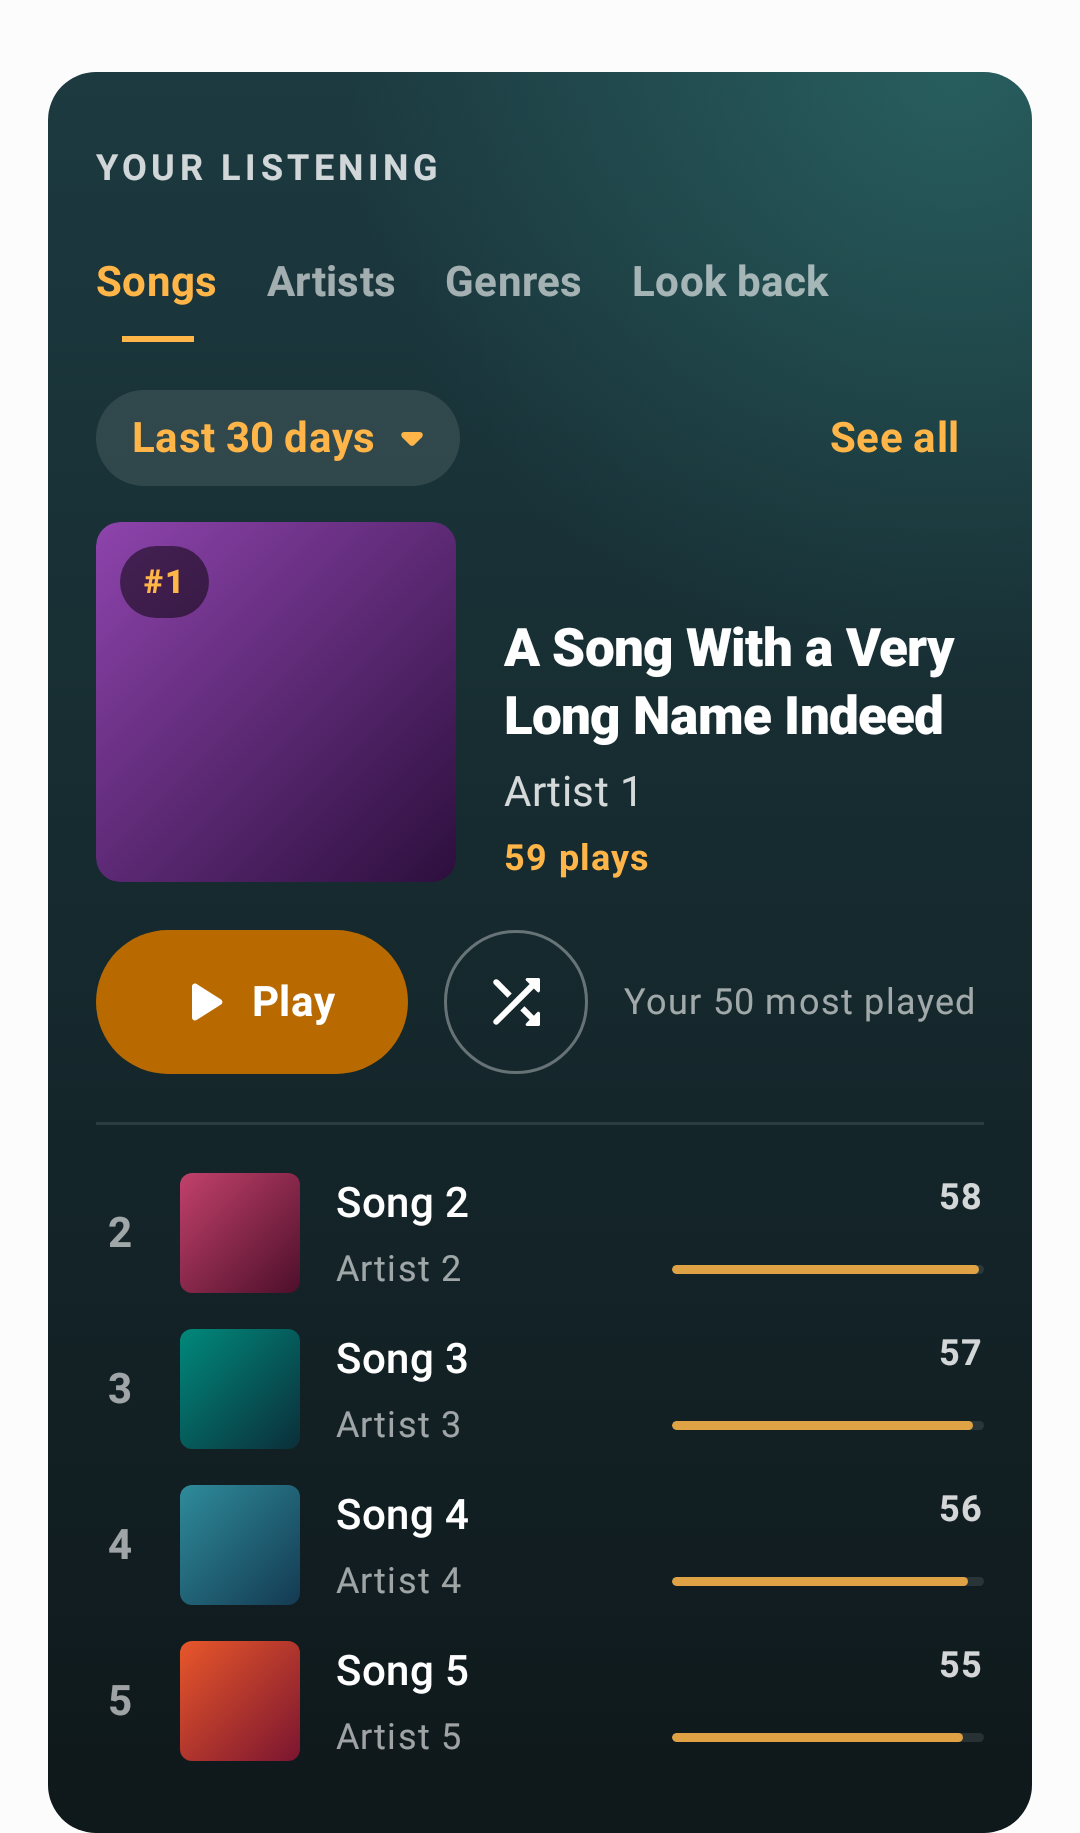 YOUR LISTENING
Songs Artists Genres Look back
Last 30 days See all
#1
A Song With a Very
Long Name Indeed
Artist 1
59 plays
Play Your 50 most played
2 Song 2 58
Artist 2
3 Song 3 57
Artist 3
4 Song 4 56
Artist 4
5 Song 5 55
Artist 5